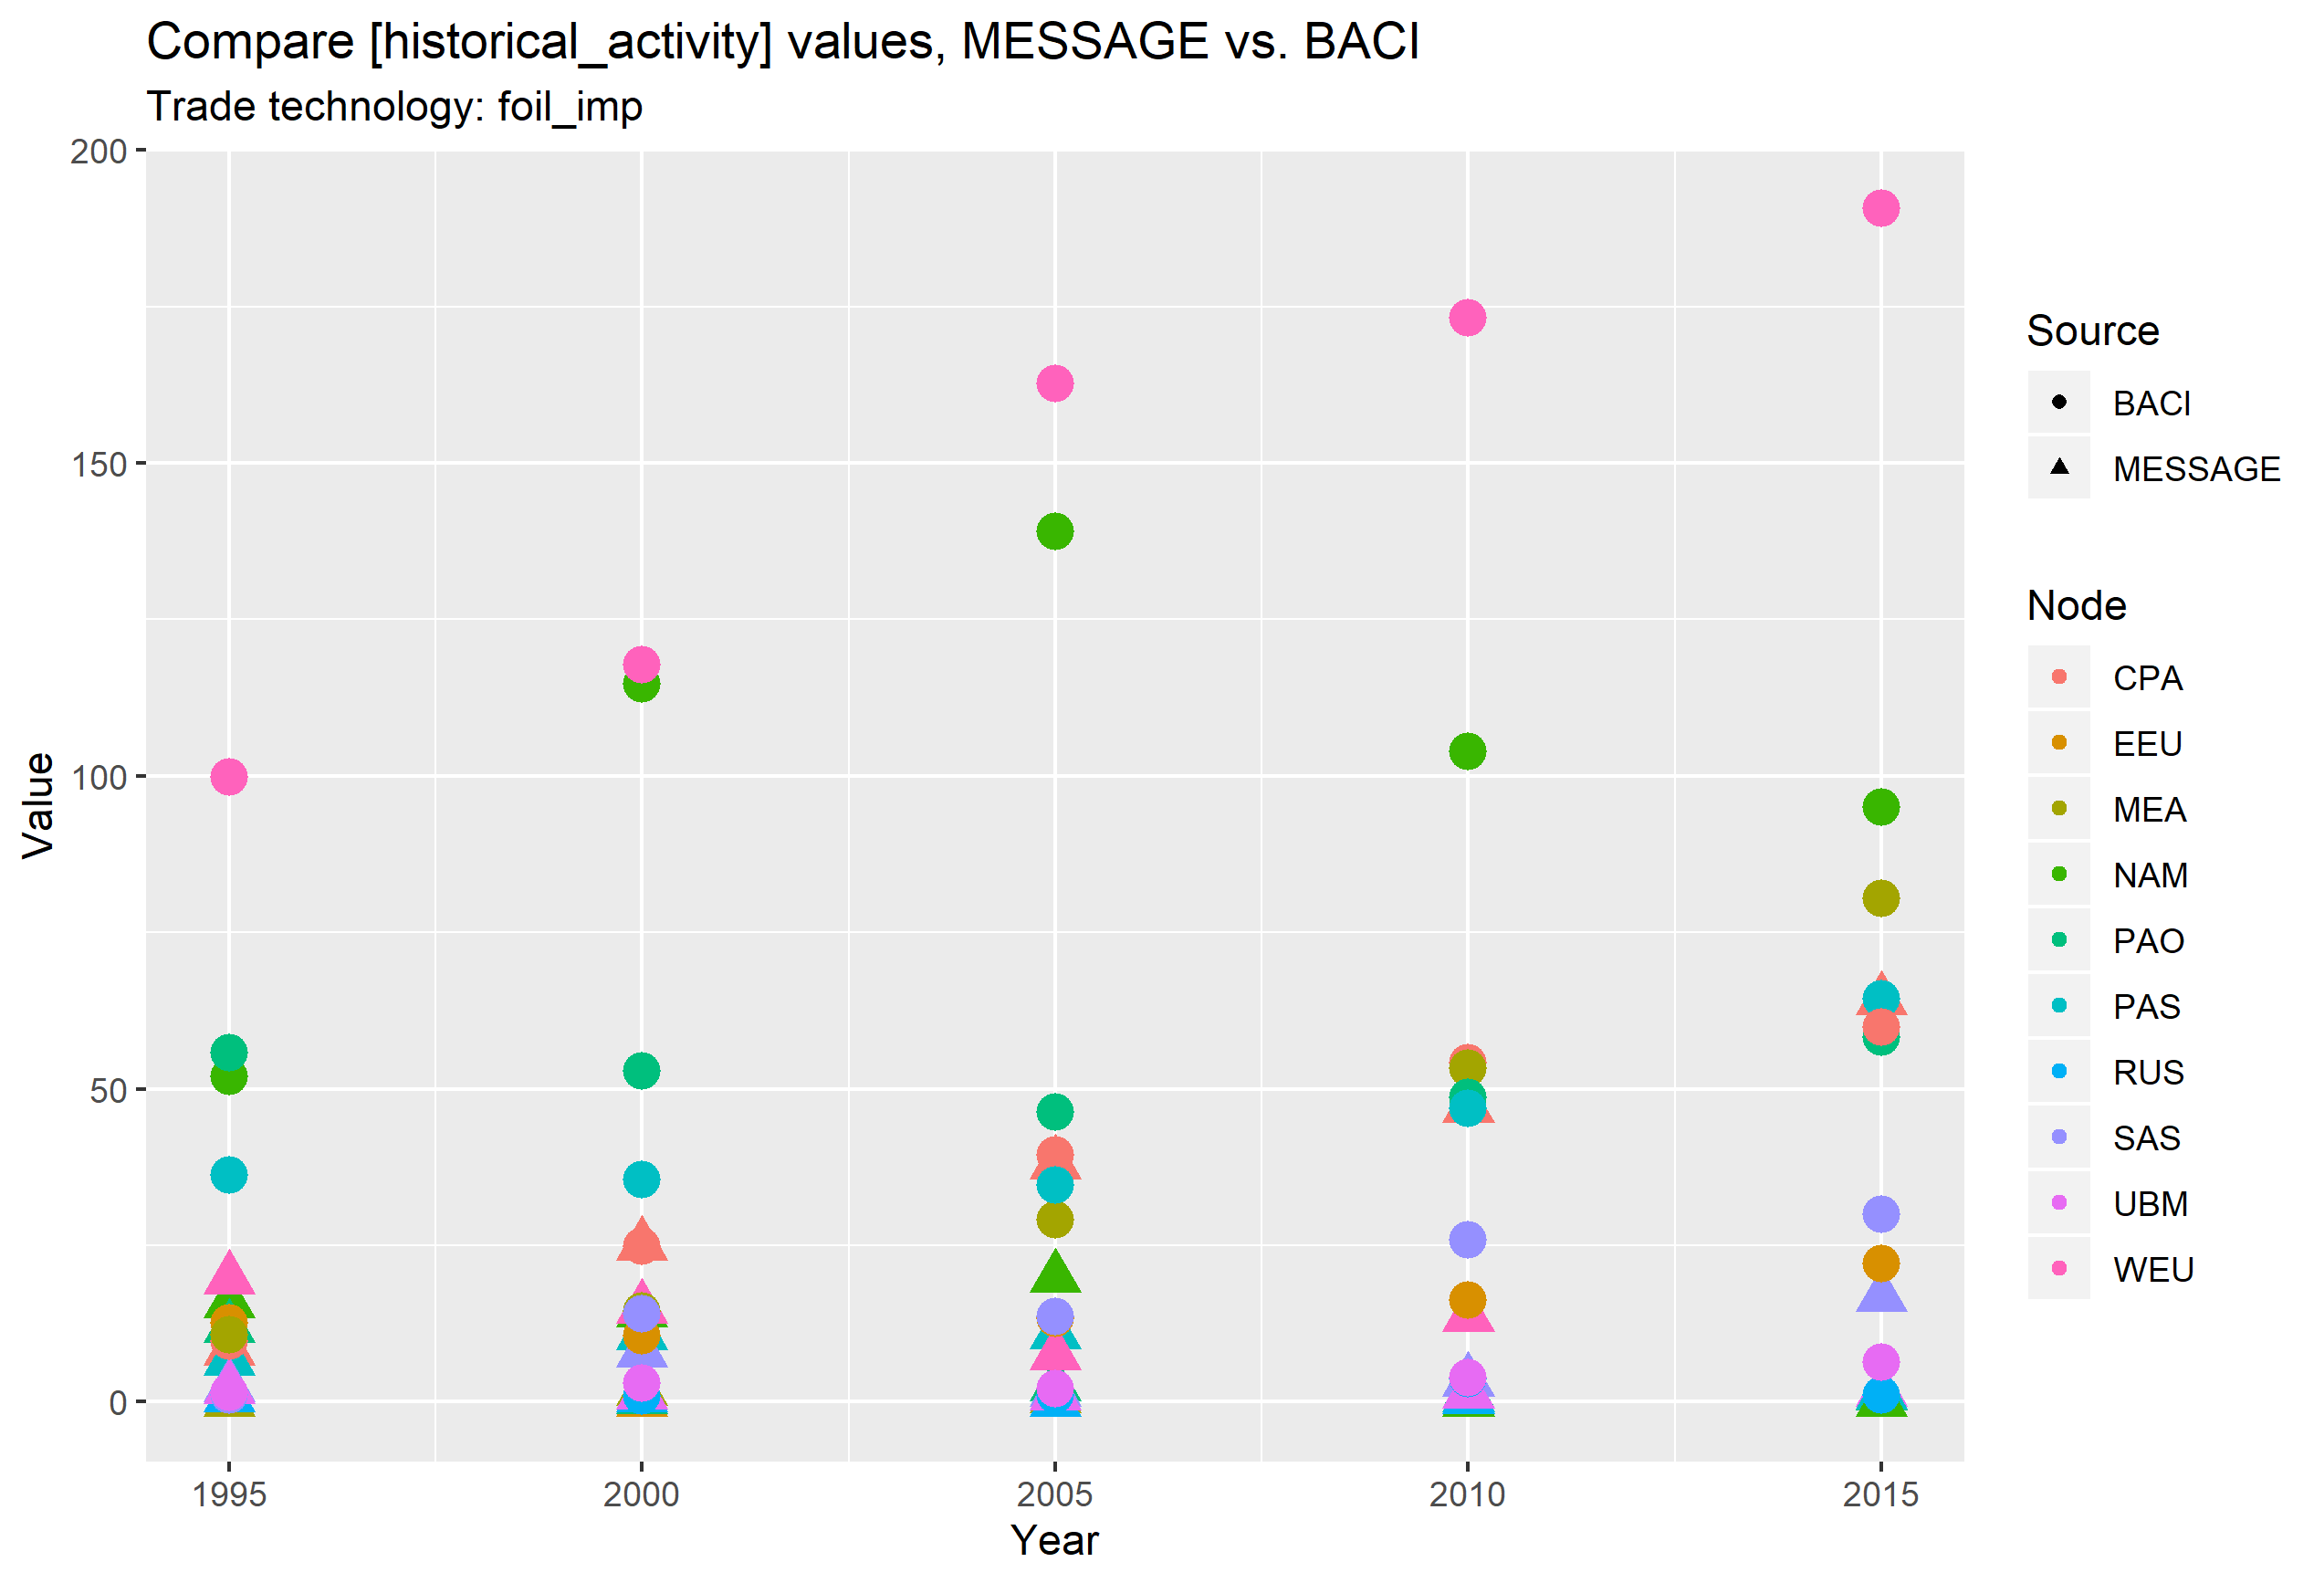 Compare [historical_activity] values, MESSAGE vs. BACI
Trade technology: foil_imp
200
150
100
50
0
Value
1995 2000 2005 2010 2015
Year
Source
BACI
MESSAGE
Node
CPA
EEU
MEA
NAM
PAO
PAS
RUS
SAS
UBM
WEU